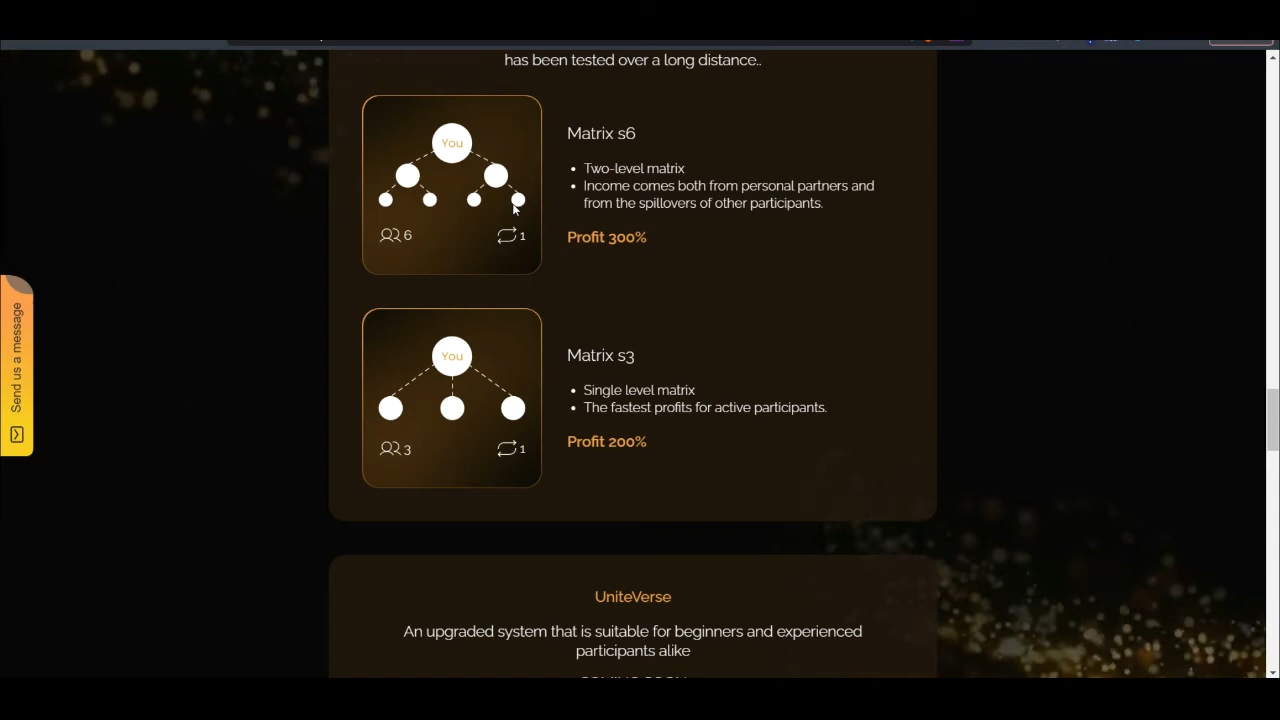 has been tested over a long distance..
You
6
1
Matrix s6
Two-level matrix
Income comes both from personal partners and
from the spillovers of other participants.
Profit 300%
You
3
1
Matrix s3
Single level matrix
The fastest profits for active participants.
Profit 200%
Send us a message
UniteVerse
An upgraded system that is suitable for beginners and experienced
participants alike